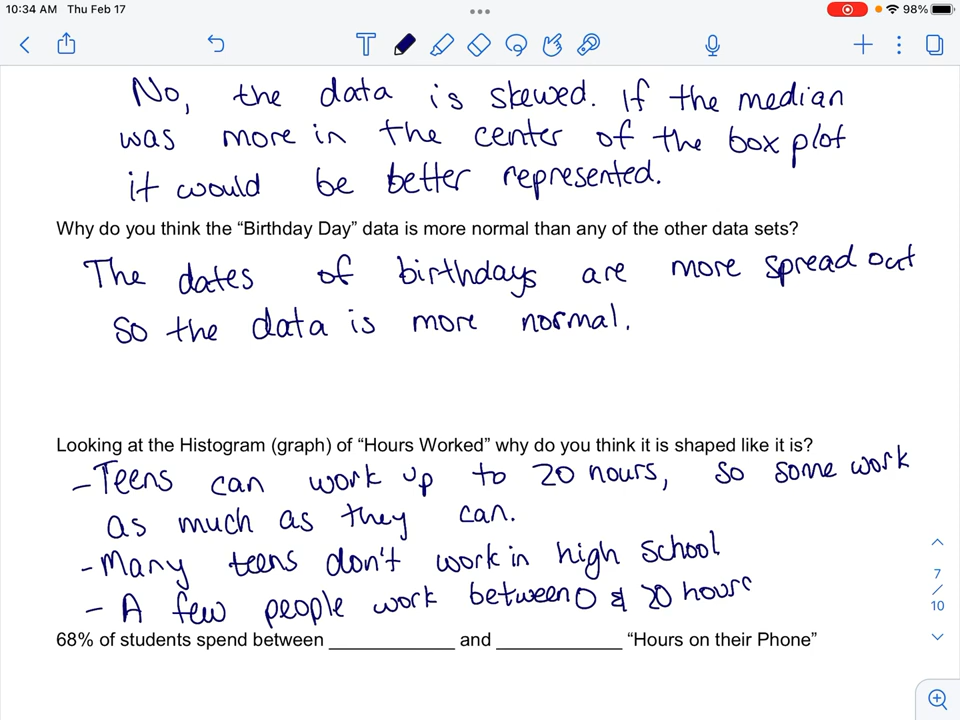 10:34 AM Thu Feb 17
98%
T
No, the data is skewed. If the median
was more in the center of the box plot
it would be better represented.
Why do you think the “Birthday Day” data is more normal than any of the other data sets?
The dates of birthdays are more spread out
so the data is more normal.
Looking at the Histogram (graph) of “Hours Worked” why do you think it is shaped like it is?
- Teens can work up to 20 hours, so some work
as much as they can.
- Many teens don't work in high school
- A few people work between 0 & 20 hours
68% of students spend between ____________ and ____________ “Hours on their Phone”
7
/
10